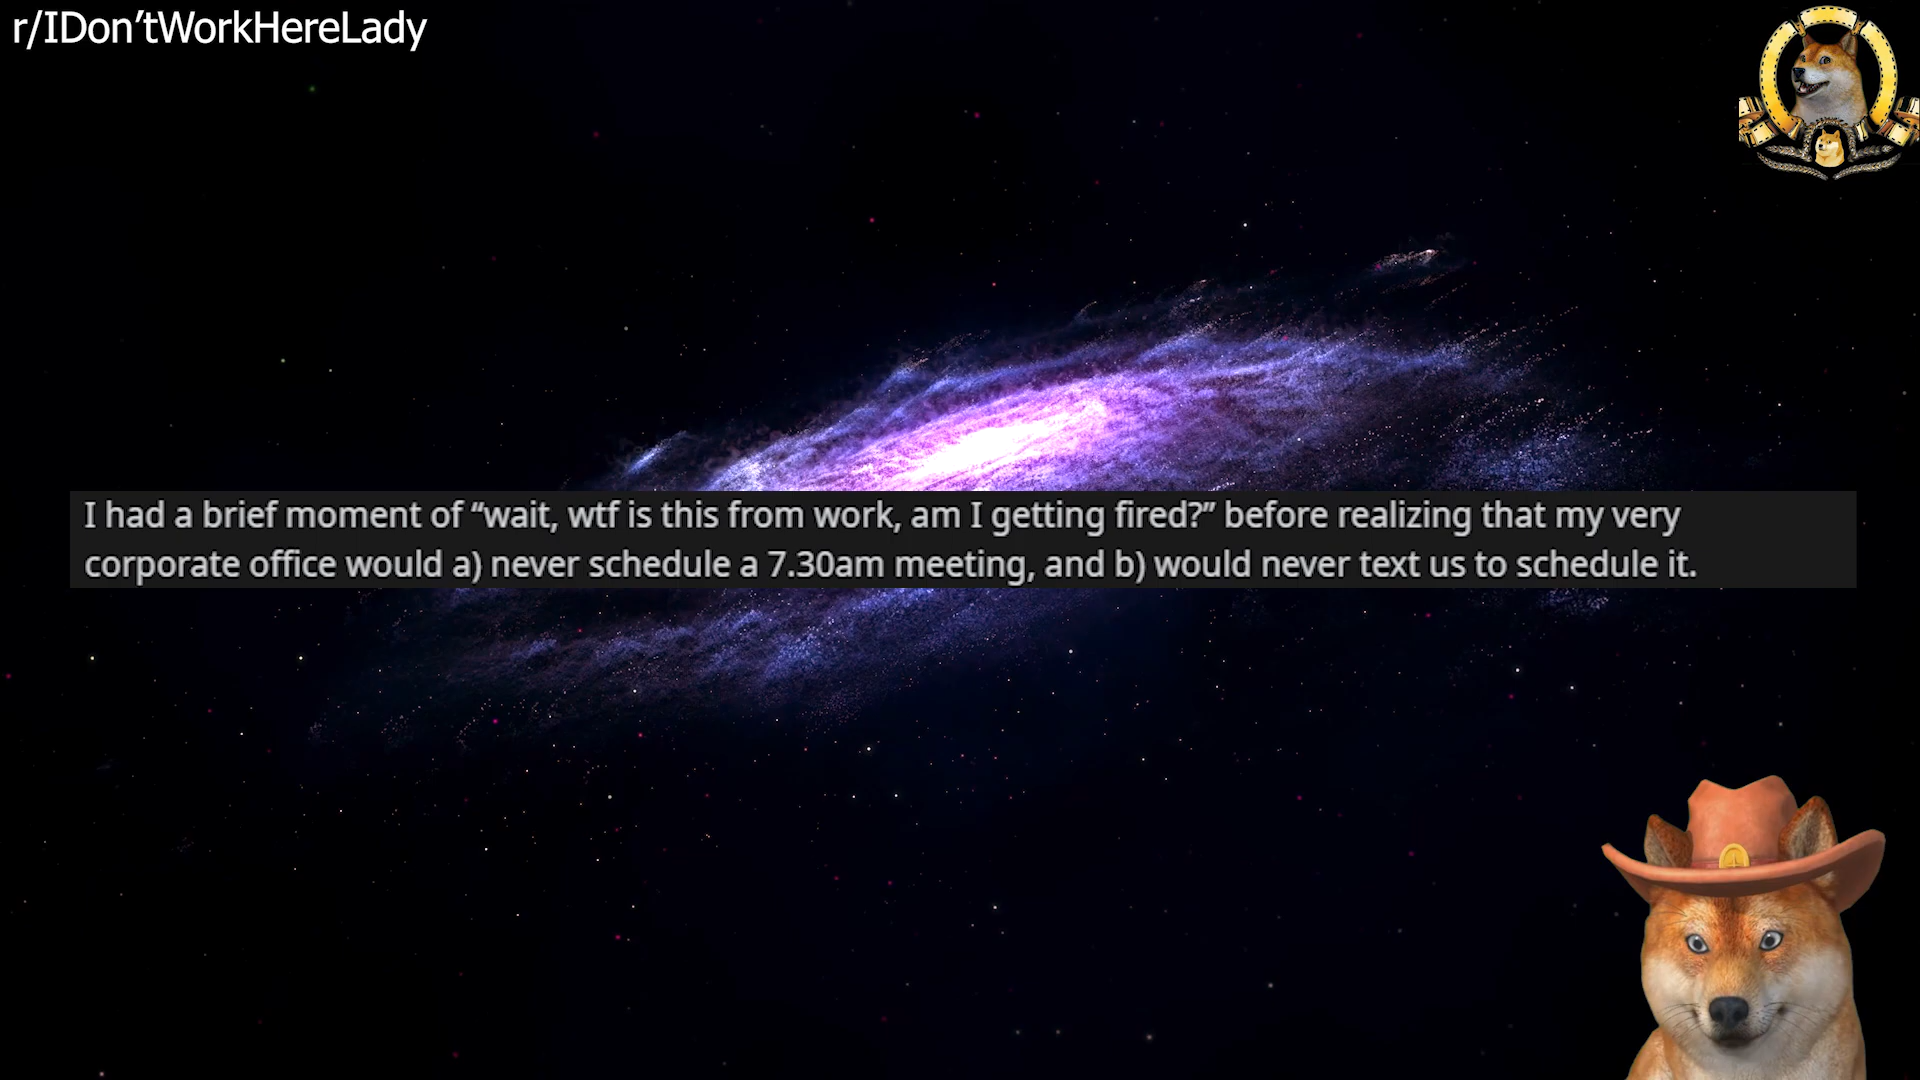 r/IDon’tWorkHereLady
I had a brief moment of “wait, wtf is this from work, am I getting fired?” before realizing that my very
corporate office would a) never schedule a 7.30am meeting, and b) would never text us to schedule it.